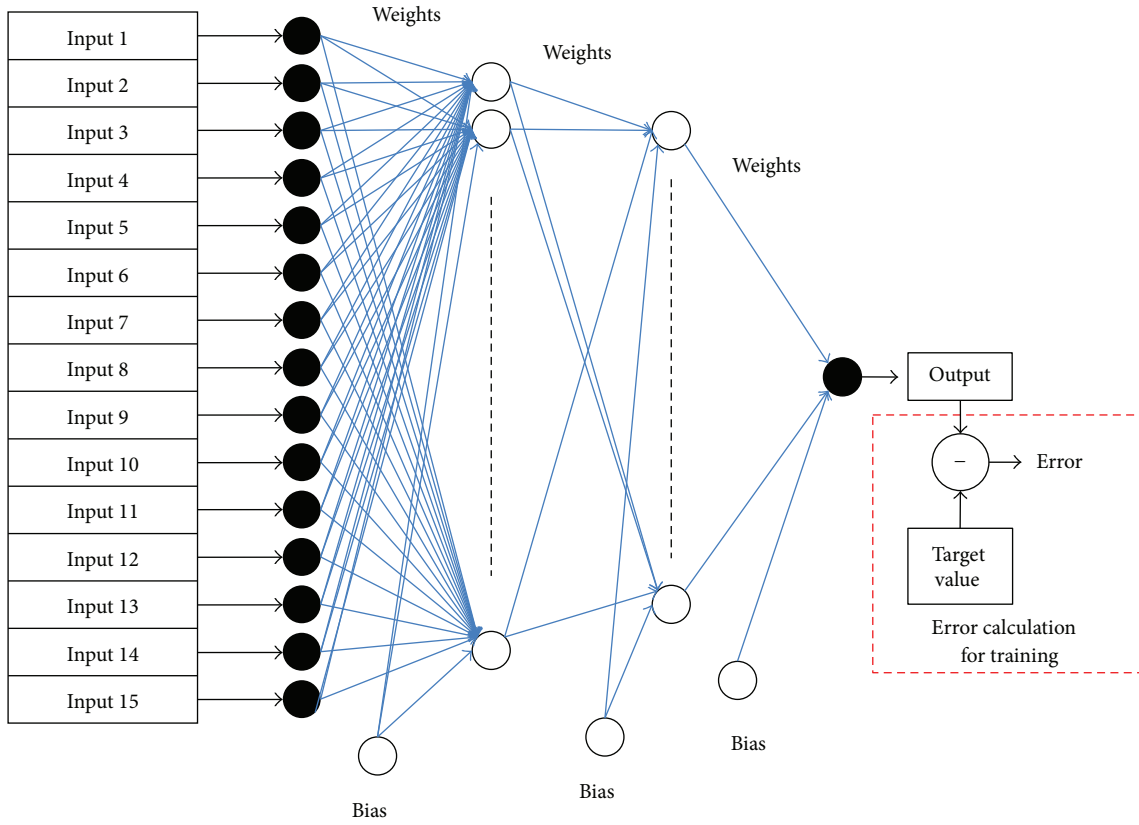 Weights
Weights
Weights
Input 1
Input 2
Input 3
Input 4
Input 5
Input 6
Input 7
Input 8
Input 9
Input 10
Input 11
Input 12
Input 13
Input 14
Input 15
Bias
Bias
Bias
Output
−
Error
Target
value
Error calculation
for training